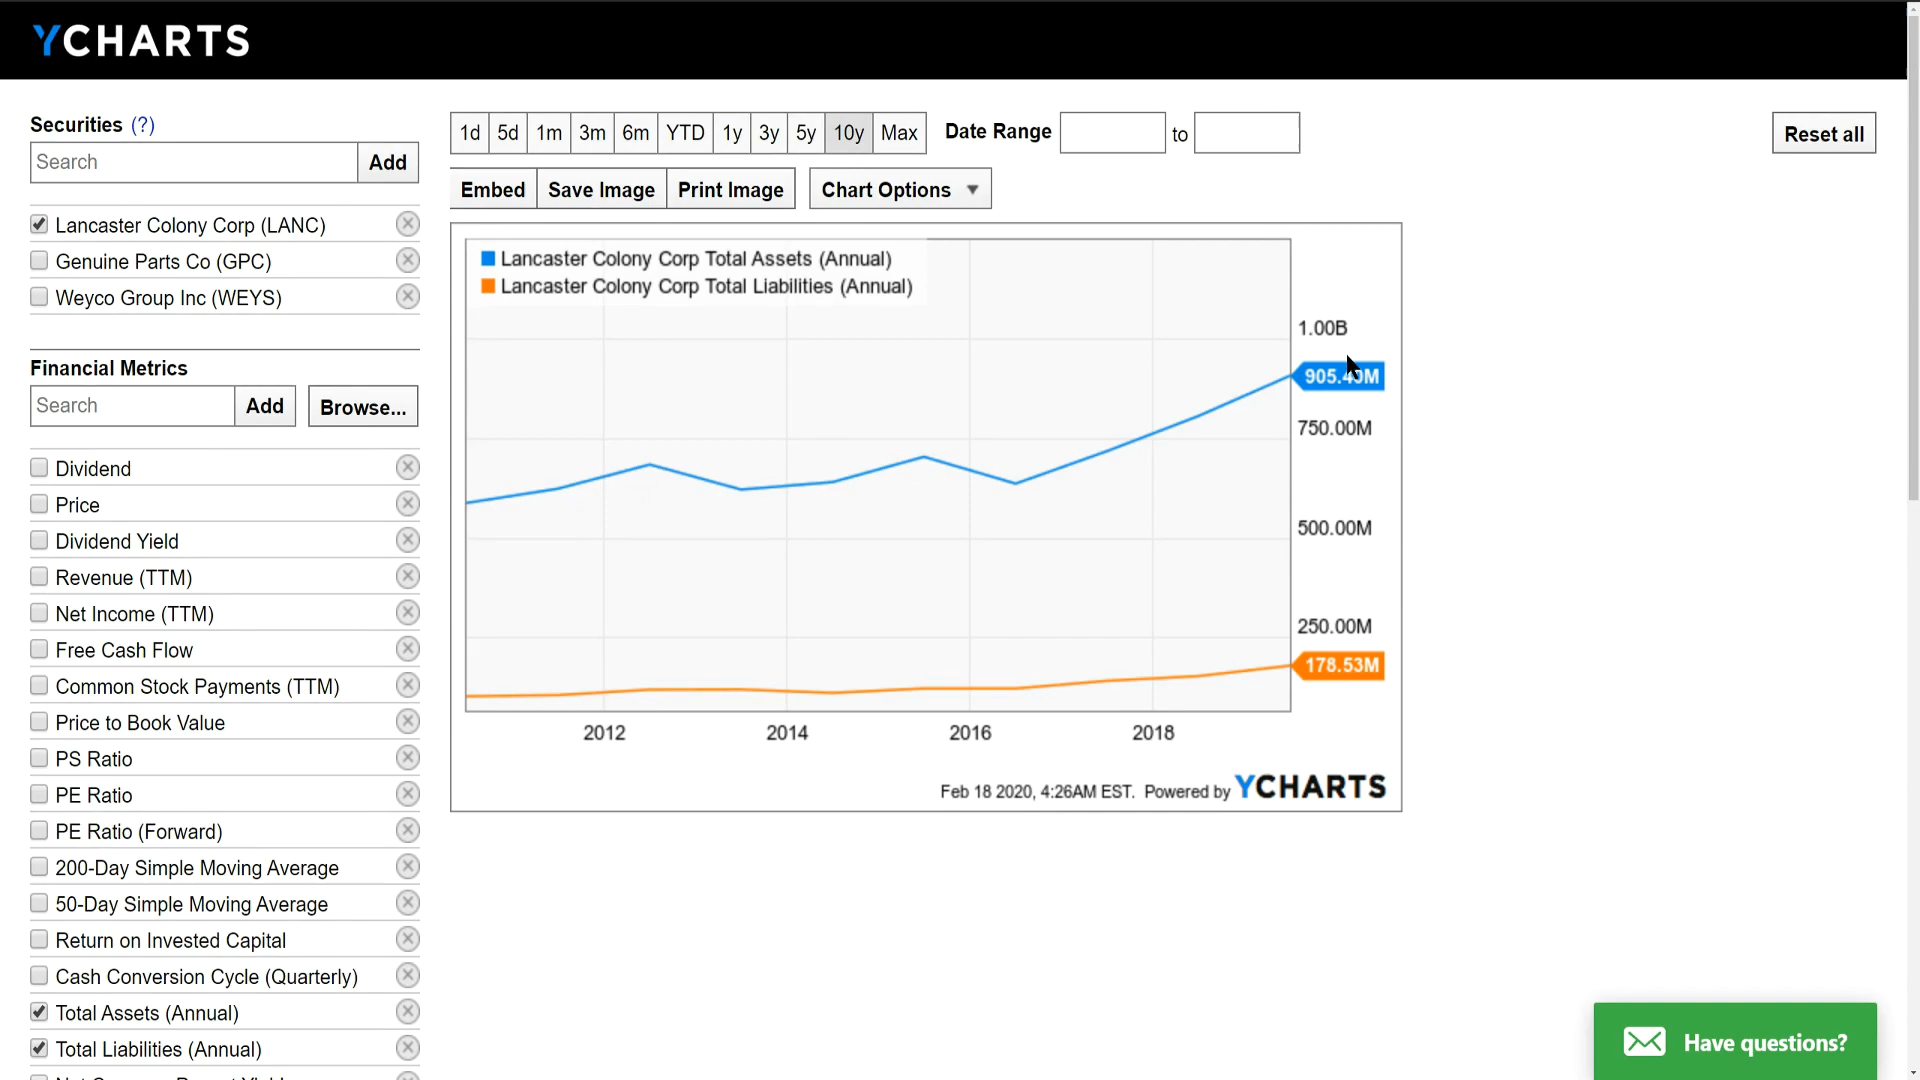 YCHARTS
Securities (?)
Search
Add
Lancaster Colony Corp (LANC)
Genuine Parts Co (GPC)
Weyco Group Inc (WEYS)
Financial Metrics
Search
Add
Browse...
Dividend
Price
Dividend Yield
Revenue (TTM)
Net Income (TTM)
Free Cash Flow
Common Stock Payments (TTM)
Price to Book Value
PS Ratio
PE Ratio
PE Ratio (Forward)
200-Day Simple Moving Average
50-Day Simple Moving Average
Return on Invested Capital
Cash Conversion Cycle (Quarterly)
Total Assets (Annual)
Total Liabilities (Annual)
1d 5d 1m 3m 6m YTD 1y 3y 5y 10y Max
Date Range to
Reset all
Embed Save Image Print Image Chart Options
Lancaster Colony Corp Total Assets (Annual)
Lancaster Colony Corp Total Liabilities (Annual)
1.00B
905.40M
750.00M
500.00M
250.00M
178.53M
2012 2014 2016 2018
Feb 18 2020, 4:26AM EST. Powered by YCHARTS
Have questions?